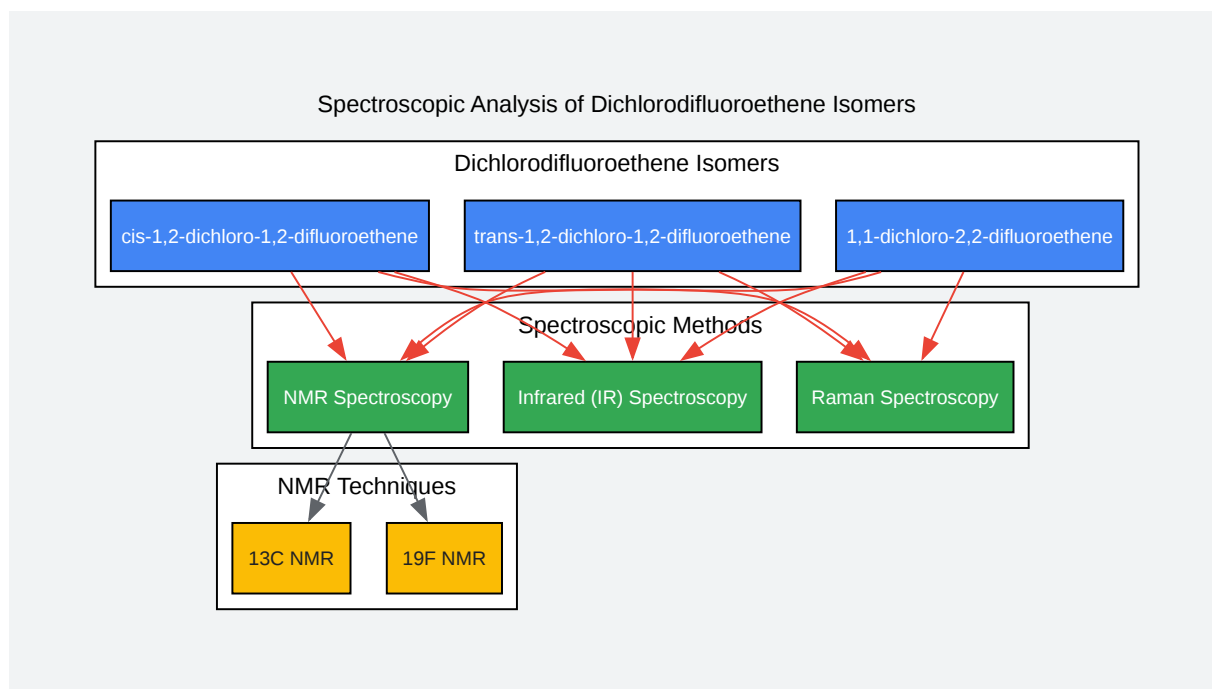 Spectroscopic Analysis of Dichlorodifluoroethene Isomers
Dichlorodifluoroethene Isomers
cis-1,2-dichloro-1,2-difluoroethene
trans-1,2-dichloro-1,2-difluoroethene
1,1-dichloro-2,2-difluoroethene
Spectroscopic Methods
NMR Spectroscopy
Infrared (IR) Spectroscopy
Raman Spectroscopy
NMR Techniques
13C NMR
19F NMR